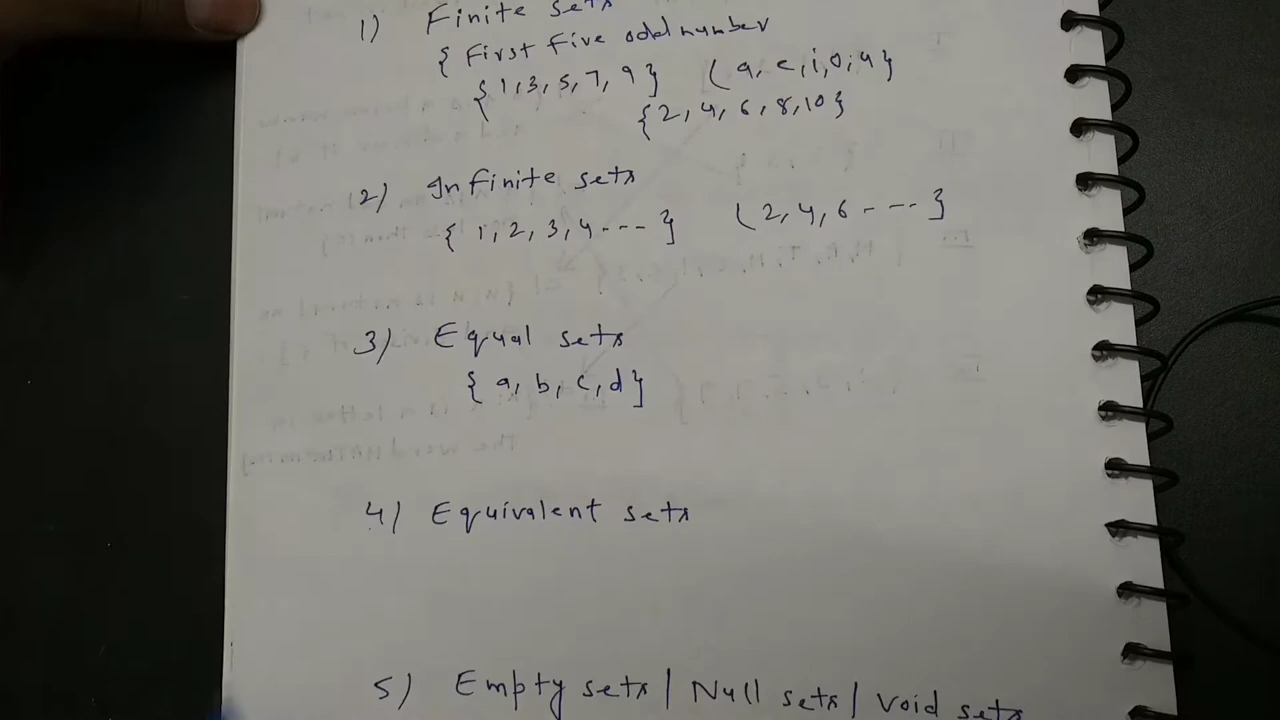 1) Finite sets
{ First five odd number
{1,3,5,7,9} (a, e, i, o, u}
{2,4,6,8,10}
2) Infinite sets
{ 1,2,3,4---} (2,4,6----}
3) Equal sets
{ a, b, c, d}
4) Equivalent sets
5) Empty sets / Null sets / Void sets